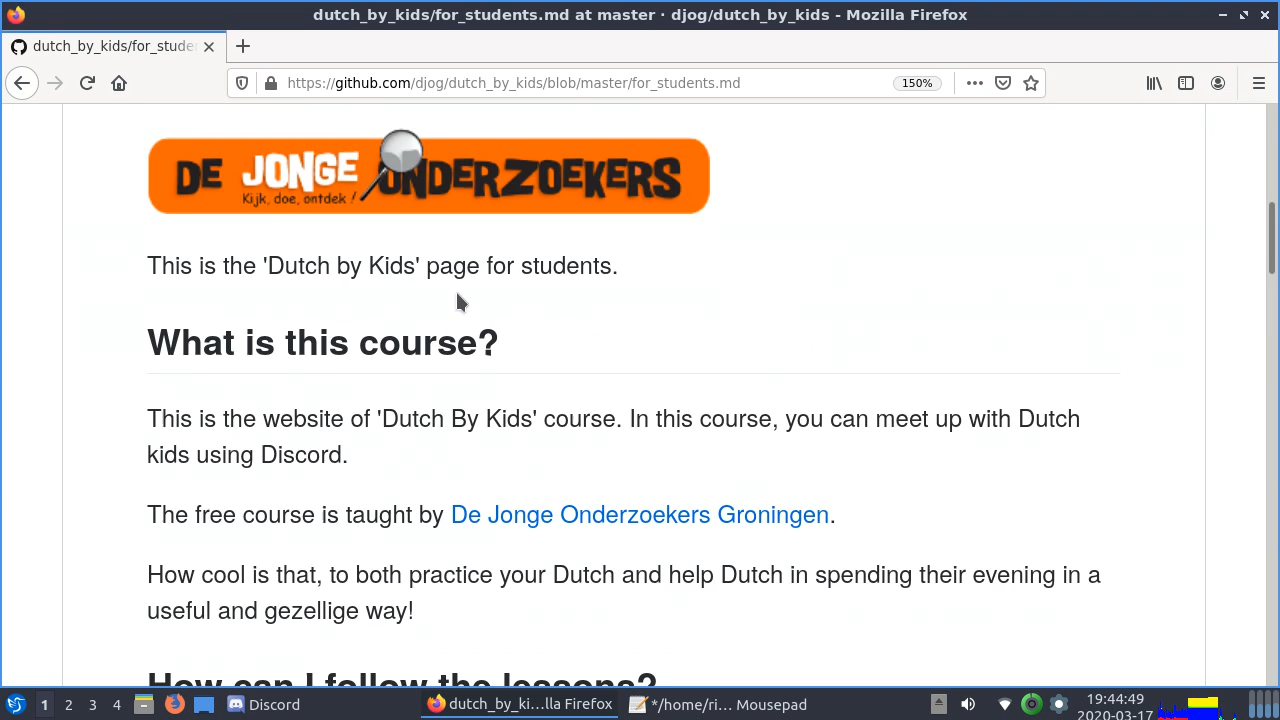 dutch_by_kids/for_students.md at master · djog/dutch_by_kids - Mozilla Firefox
dutch_by_kids/for_stude
https://github.com/djog/dutch_by_kids/blob/master/for_students.md
150%
DE JONGE ONDERZOEKERS
Kijk, doe, ontdek!
This is the 'Dutch by Kids' page for students.
What is this course?
This is the website of 'Dutch By Kids' course. In this course, you can meet up with Dutch
kids using Discord.
The free course is taught by De Jonge Onderzoekers Groningen.
How cool is that, to both practice your Dutch and help Dutch in spending their evening in a
useful and gezellige way!
How can I follow the lessons?
1 2 3 4 Discord dutch_by_ki...lla Firefox */home/ri... Mousepad 19:44:49
2020-03-17